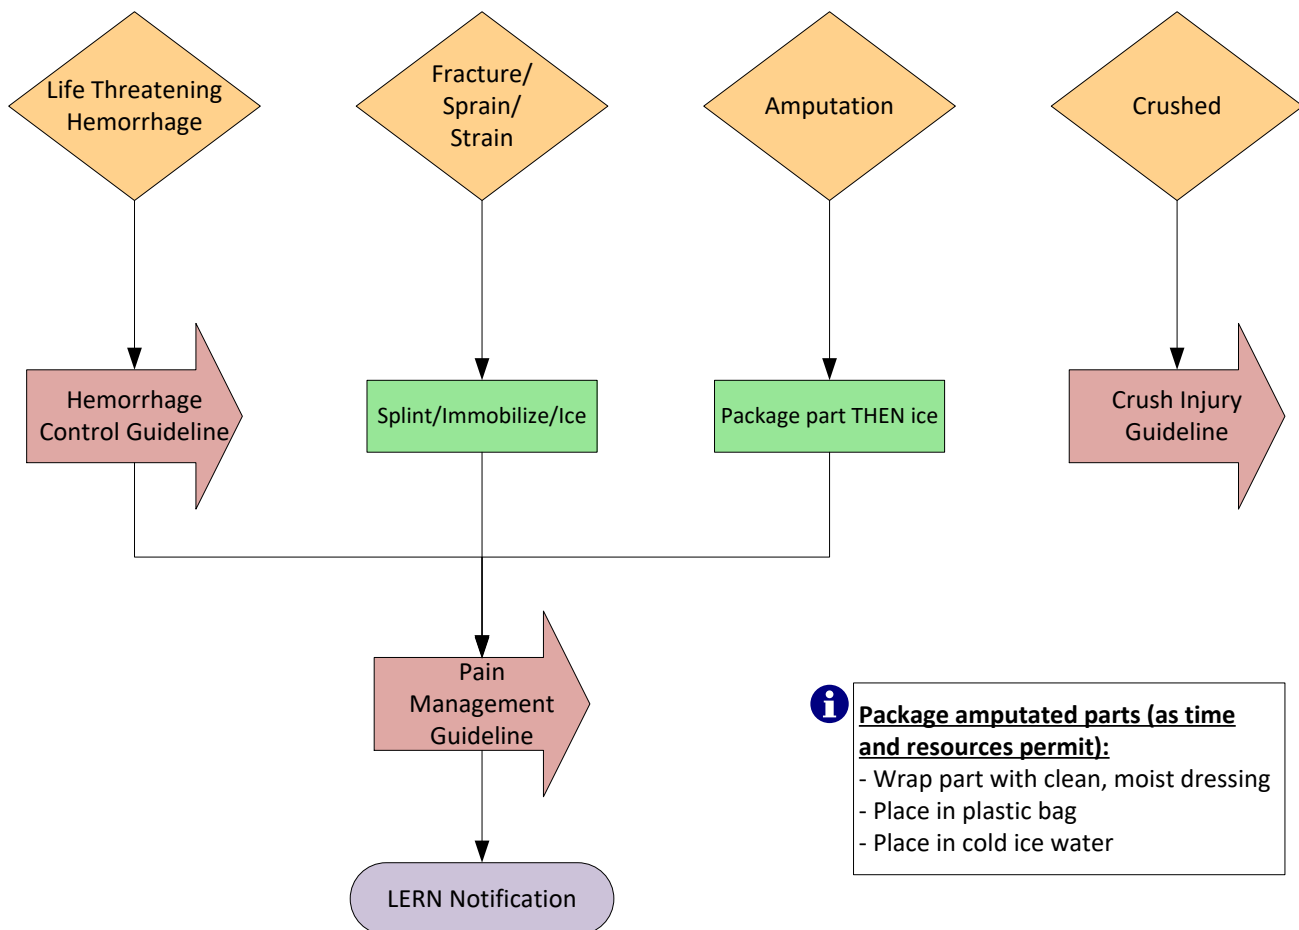 Life Threatening
Hemorrhage
Fracture/
Sprain/
Strain
Amputation
Crushed
Hemorrhage
Control Guideline
Splint/Immobilize/Ice
Package part THEN ice
Crush Injury
Guideline
Pain
Management
Guideline
LERN Notification
i
Package amputated parts (as time
and resources permit):
- Wrap part with clean, moist dressing
- Place in plastic bag
- Place in cold ice water